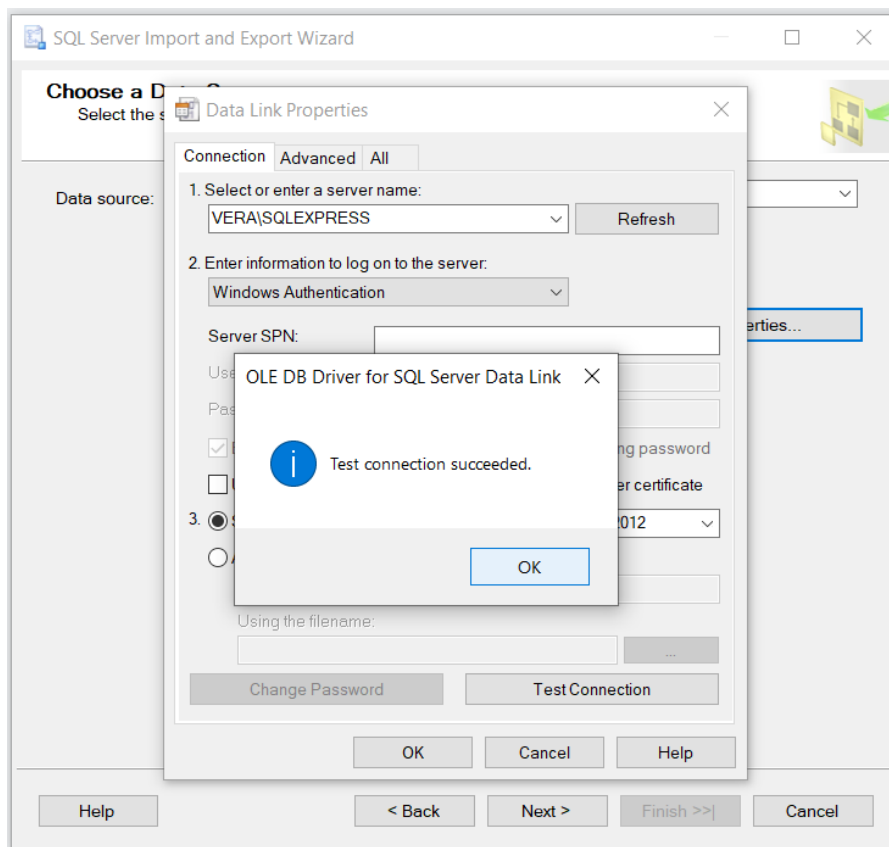 SQL Server Import and Export Wizard
Choose a D
Select the s
Data Link Properties
Connection Advanced All
Data source:
1. Select or enter a server name:
VERA\SQLEXPRESS Refresh
2. Enter information to log on to the server:
Windows Authentication
erties...
Server SPN:
OLE DB Driver for SQL Server Data Link
Use
Pas
ng password
Test connection succeeded.
er certificate
3.
2012
OK
Using the filename:
...
Change Password Test Connection
OK Cancel Help
Help < Back Next > Finish >>| Cancel